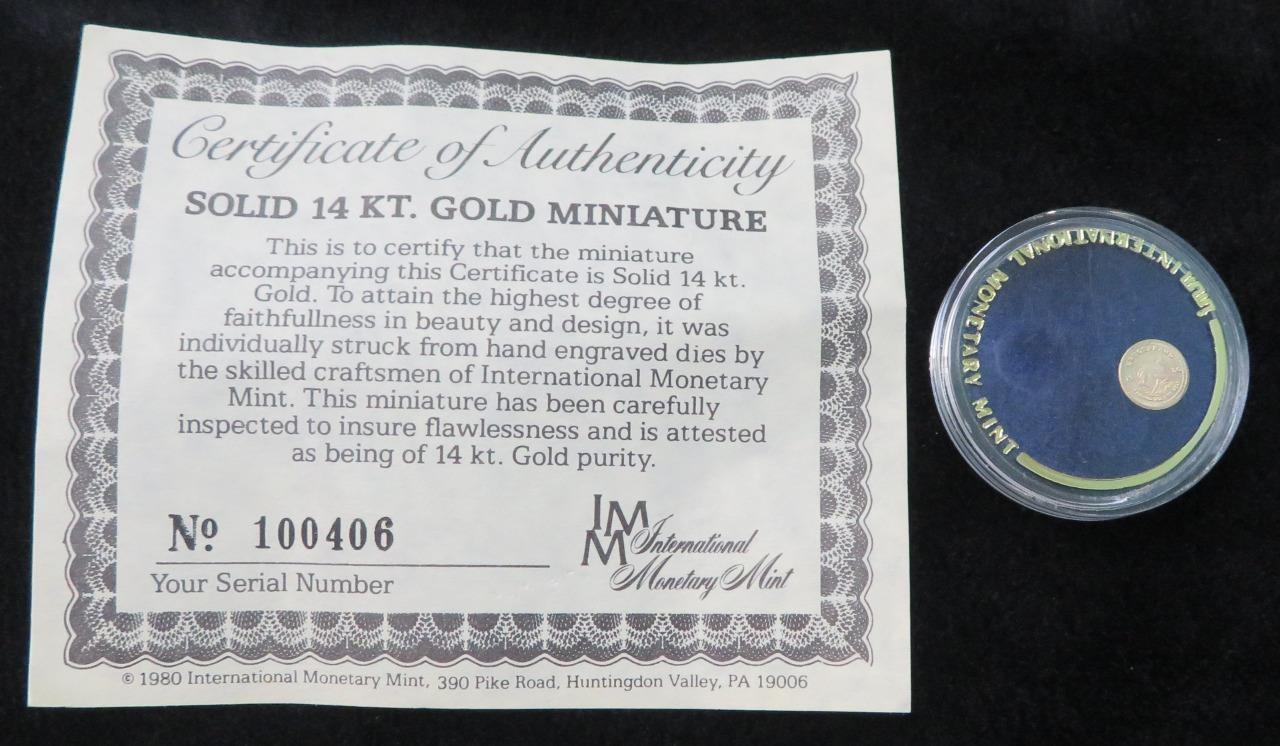 Certificate of Authenticity
SOLID 14 KT. GOLD MINIATURE
This is to certify that the miniature
accompanying this Certificate is Solid 14 kt.
Gold. To attain the highest degree of
faithfullness in beauty and design, it was
individually struck from hand engraved dies by
the skilled craftsmen of International Monetary
Mint. This miniature has been carefully
inspected to insure flawlessness and is attested
as being of 14 kt. Gold purity.
Nº 100406
Your Serial Number
IMM
International
Monetary Mint
© 1980 International Monetary Mint, 390 Pike Road, Huntingdon Valley, PA 19006
INTERNATIONAL MONETARY MINT